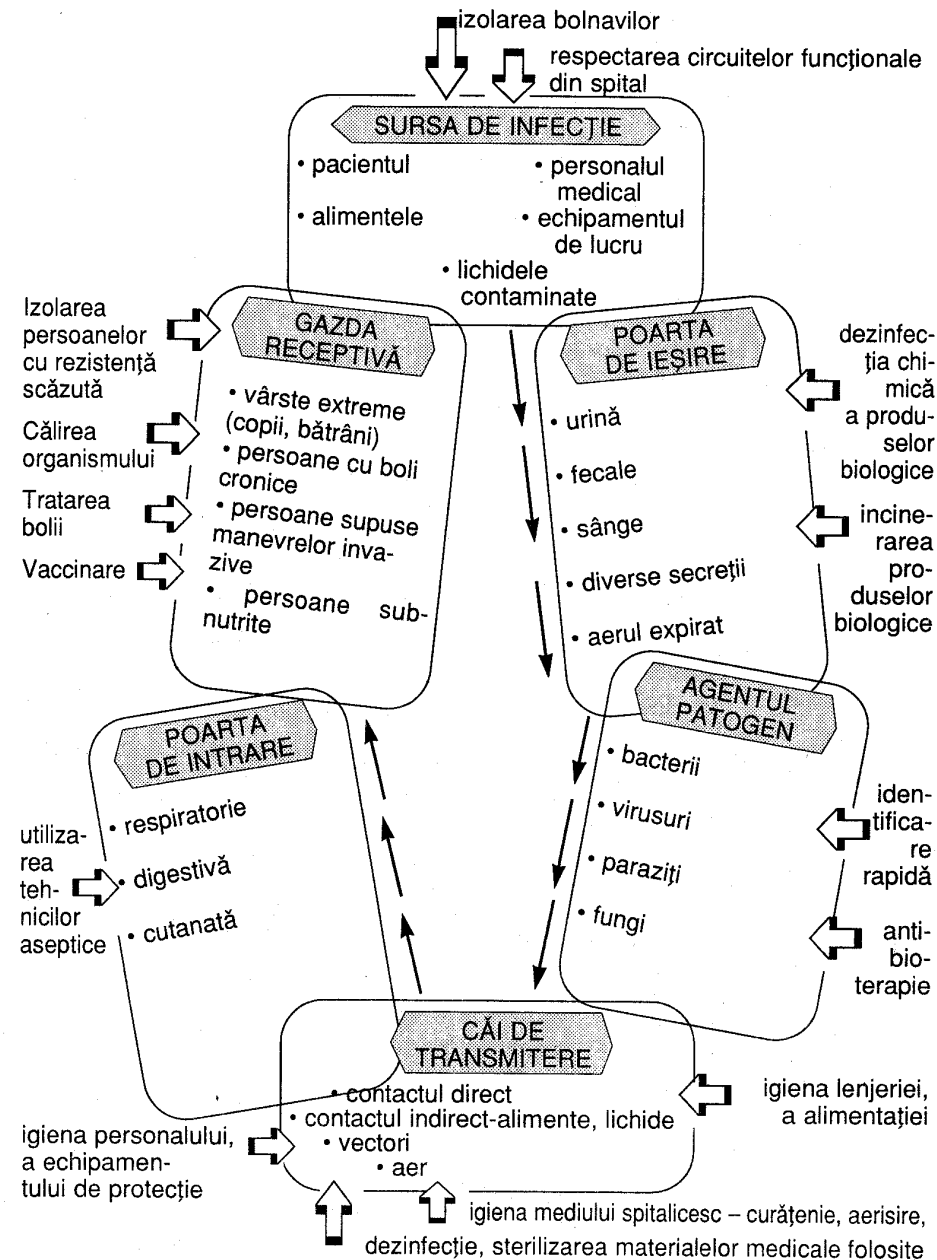 izolarea bolnavilor
respectarea circuitelor funcționale
din spital
SURSA DE INFECȚIE
• pacientul
• alimentele
• personalul
medical
• echipamentul
de lucru
• lichidele
contaminate
Izolarea
persoanelor
cu rezistență
scăzută
Călirea
organismului
Tratarea
bolii
Vaccinare
GAZDA
RECEPTIVĂ
• vârste extreme
(copii, bătrâni)
• persoane cu boli
cronice
• persoane supuse
manevrelor inva-
zive
• persoane sub-
nutrite
POARTA
DE IEȘIRE
• urină
• fecale
• sânge
• diverse secreții
• aerul expirat
dezinfec-
ția chi-
mică
a produ-
selor
biologice
incine-
rarea
pro-
duselor
biologice
AGENTUL
PATOGEN
• bacterii
• virusuri
• paraziți
• fungi
iden-
tifica-
re
rapidă
anti-
bio-
terapie
POARTA
DE INTRARE
• respiratorie
• digestivă
• cutanată
utiliza-
rea
teh-
nicilor
aseptice
CĂI DE
TRANSMITERE
• contactul direct
• contactul indirect-alimente, lichide
• vectori
• aer
igiena lenjeriei,
a alimentației
igiena personalului,
a echipamen-
tului de protecție
igiena mediului spitalicesc – curățenie, aerisire,
dezinfecție, sterilizarea materialelor medicale folosite